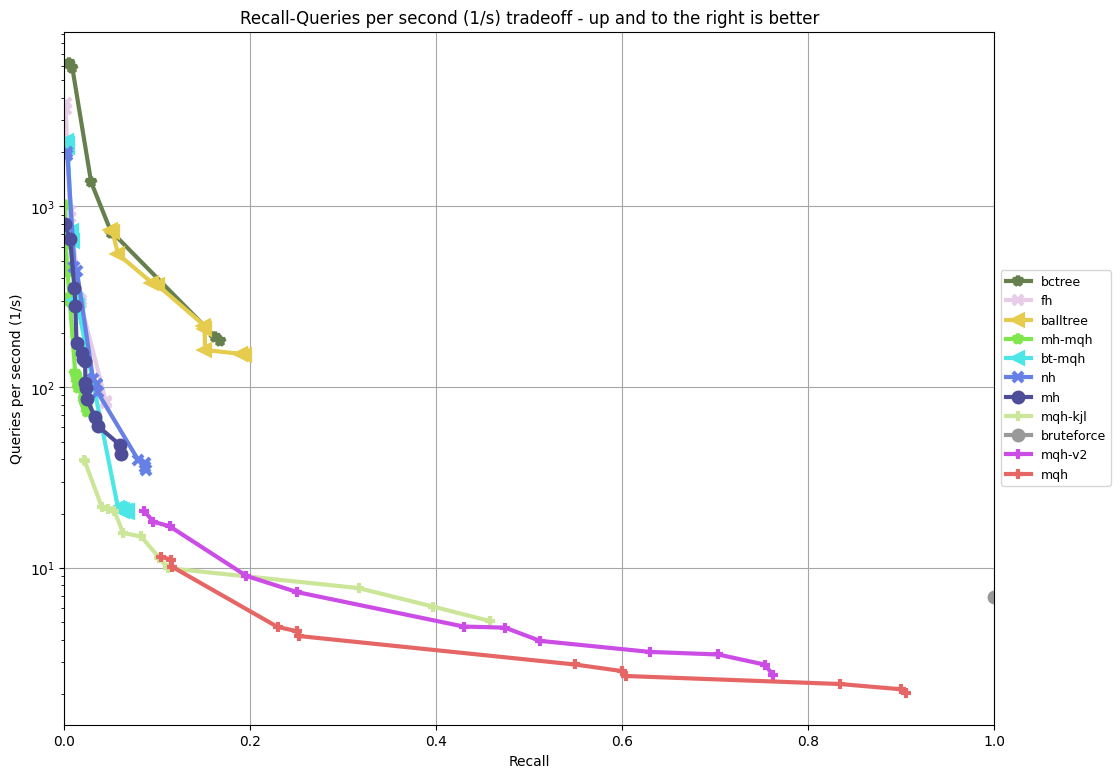 Recall-Queries per second (1/s) tradeoff - up and to the right is better
Queries per second (1/s)
10³
10²
10¹
0.0 0.2 0.4 0.6 0.8 1.0
Recall
bctree
fh
balltree
mh-mqh
bt-mqh
nh
mh
mqh-kjl
bruteforce
mqh-v2
mqh